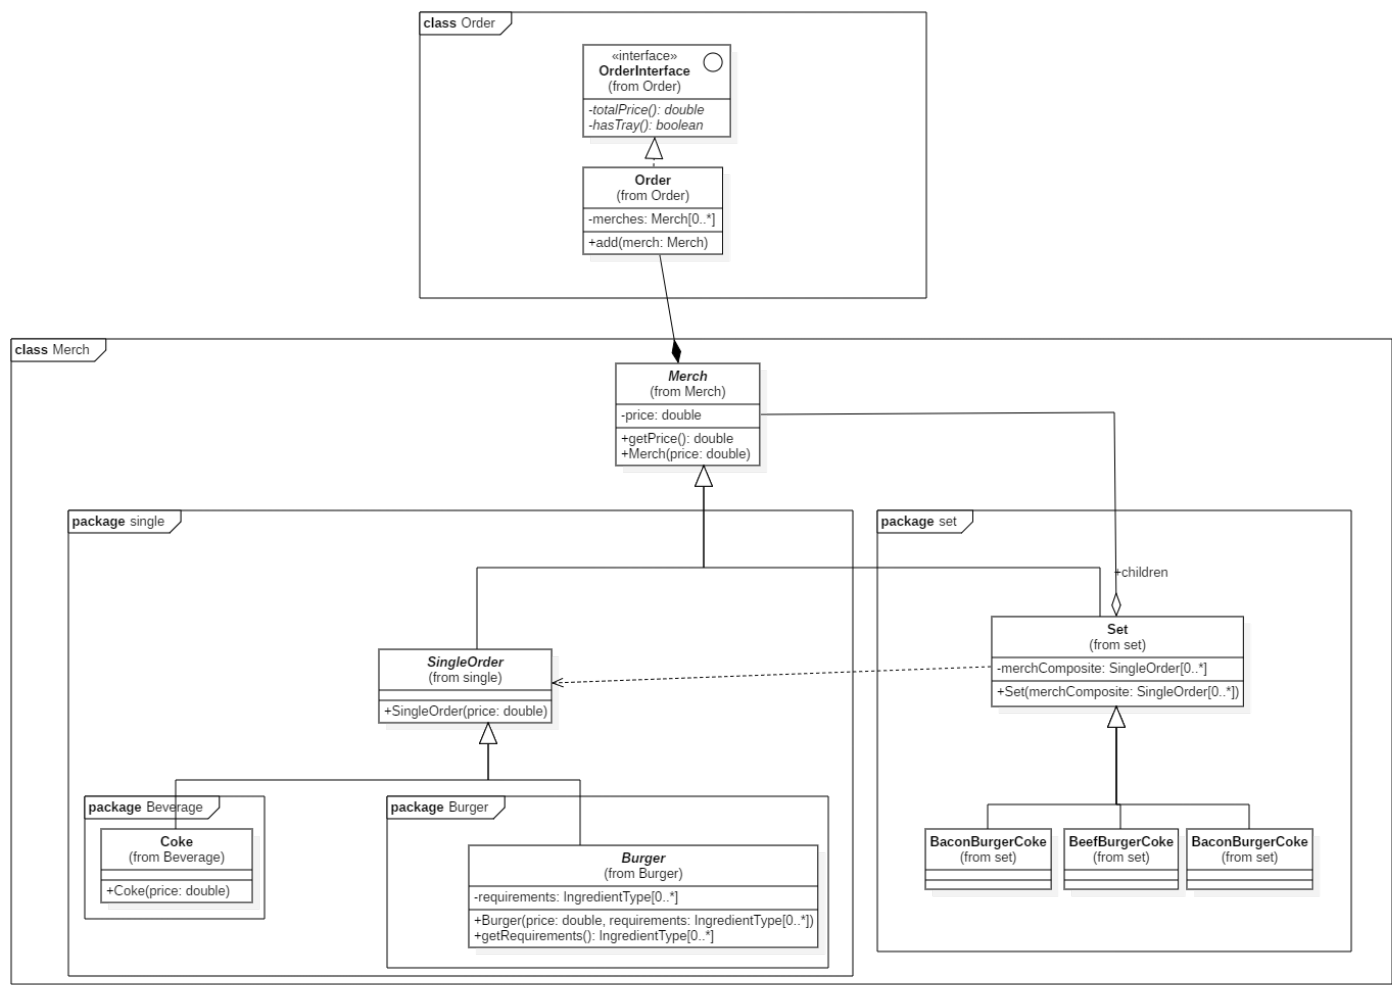 class Order
«interface»
OrderInterface
(from Order)
-totalPrice(): double
-hasTray(): boolean
Order
(from Order)
-merches: Merch[0..*]
+add(merch: Merch)
class Merch
Merch
(from Merch)
-price: double
+getPrice(): double
+Merch(price: double)
package single
package set
+children
Set
(from set)
-merchComposite: SingleOrder[0..*]
+Set(merchComposite: SingleOrder[0..*])
SingleOrder
(from single)
+SingleOrder(price: double)
package Beverage
Coke
(from Beverage)
+Coke(price: double)
package Burger
Burger
(from Burger)
-requirements: IngredientType[0..*]
+Burger(price: double, requirements: IngredientType[0..*])
+getRequirements(): IngredientType[0..*]
BaconBurgerCoke
(from set)
BeefBurgerCoke
(from set)
BaconBurgerCoke
(from set)